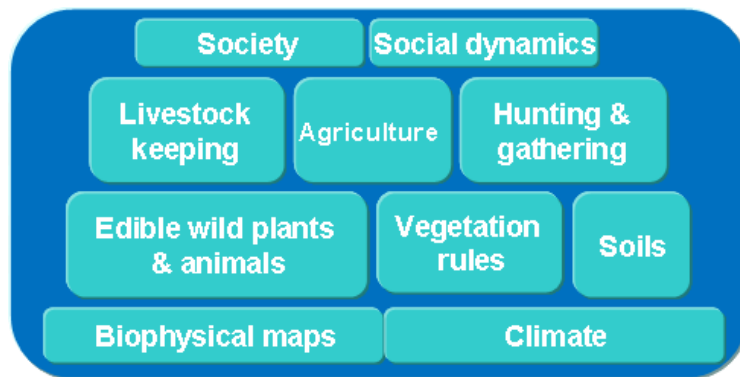 Society
Social dynamics
Livestock
keeping
Agriculture
Hunting &
gathering
Edible wild plants
& animals
Vegetation
rules
Soils
Biophysical maps
Climate